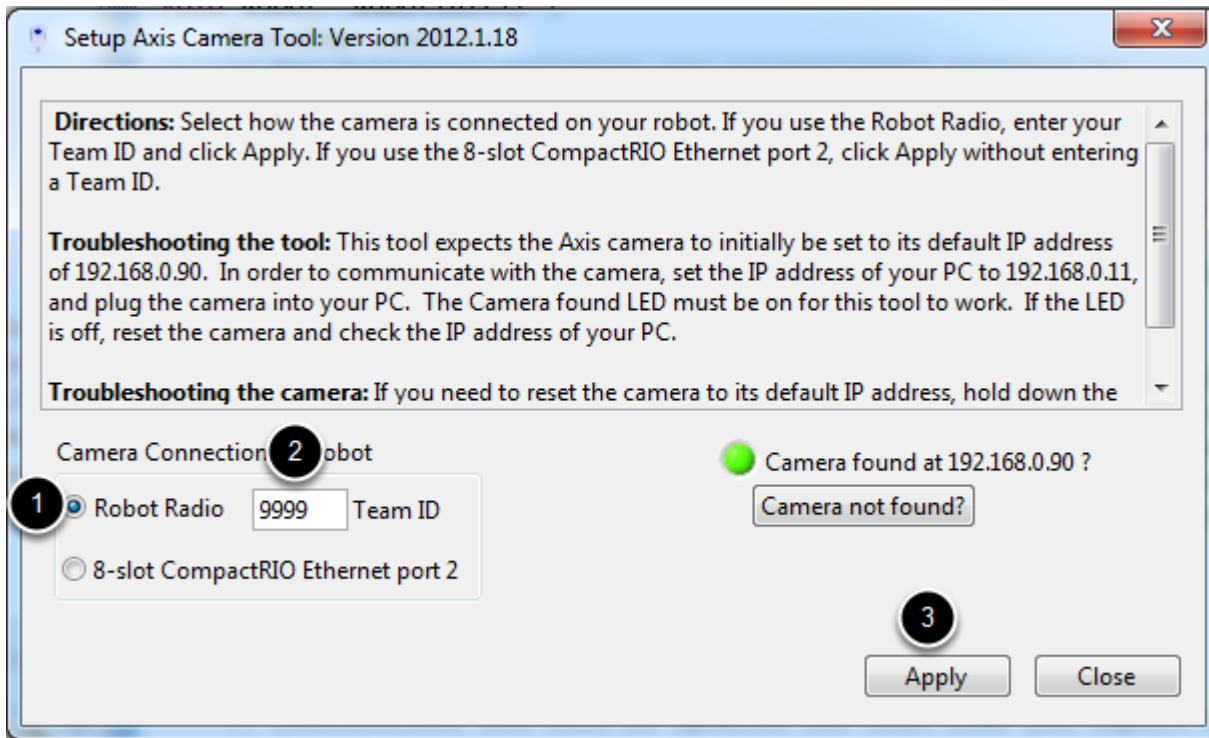 Setup Axis Camera Tool: Version 2012.1.18
X
Directions: Select how the camera is connected on your robot. If you use the Robot Radio, enter your
Team ID and click Apply. If you use the 8-slot CompactRIO Ethernet port 2, click Apply without entering
a Team ID.
Troubleshooting the tool: This tool expects the Axis camera to initially be set to its default IP address
of 192.168.0.90. In order to communicate with the camera, set the IP address of your PC to 192.168.0.11,
and plug the camera into your PC. The Camera found LED must be on for this tool to work. If the LED
is off, reset the camera and check the IP address of your PC.
Troubleshooting the camera: If you need to reset the camera to its default IP address, hold down the
Camera Connection 2 obot
Camera found at 192.168.0.90 ?
1 Robot Radio 9999 Team ID
Camera not found?
8-slot CompactRIO Ethernet port 2
3
Apply Close